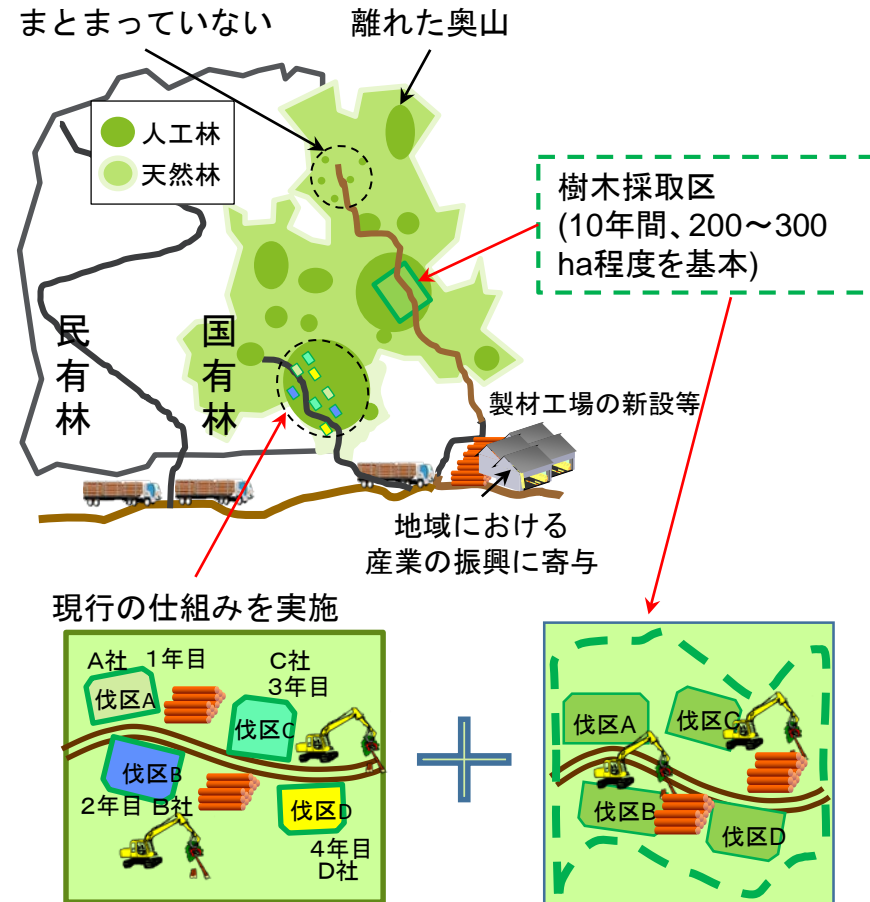 まとまっていない
離れた奥山
人工林
天然林
樹木採取区
(10年間、200～300
ha程度を基本)
民有林
国有林
製材工場の新設等
地域における
産業の振興に寄与
現行の仕組みを実施
A社 1年目
伐区A
C社
3年目
伐区C
伐区B
2年目 B社
伐区D
4年目
D社
伐区A
伐区C
伐区B
伐区D